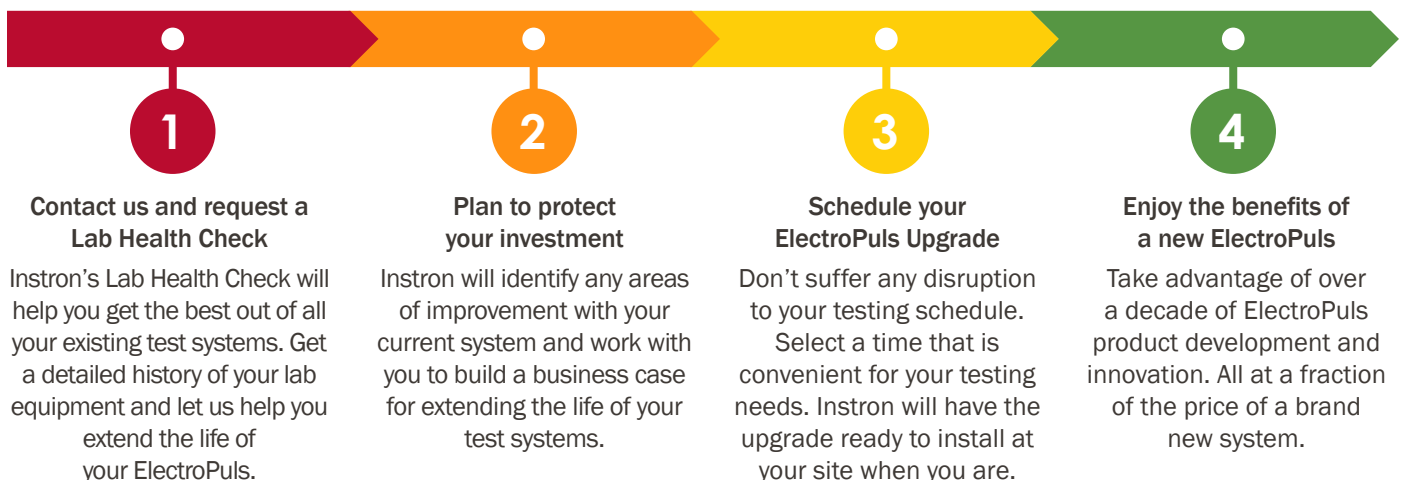 1
Contact us and request a
Lab Health Check
Instron’s Lab Health Check will
help you get the best out of all
your existing test systems. Get
a detailed history of your lab
equipment and let us help you
extend the life of
your ElectroPuls.
2
Plan to protect
your investment
Instron will identify any areas
of improvement with your
current system and work with
you to build a business case
for extending the life of your
test systems.
3
Schedule your
ElectroPuls Upgrade
Don’t suffer any disruption
to your testing schedule.
Select a time that is
convenient for your testing
needs. Instron will have the
upgrade ready to install at
your site when you are.
4
Enjoy the benefits of
a new ElectroPuls
Take advantage of over
a decade of ElectroPuls
product development and
innovation. All at a fraction
of the price of a brand
new system.